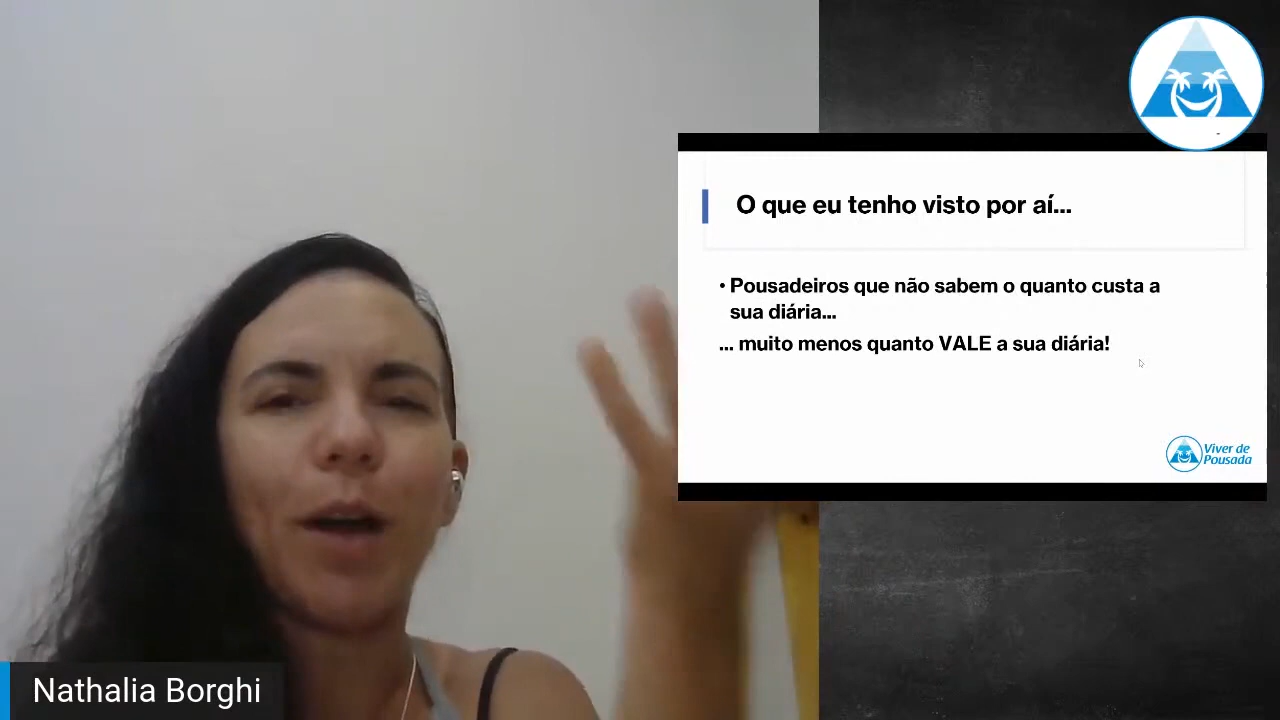 O que eu tenho visto por aí...
• Pousadeiros que não sabem o quanto custa a
sua diária...
... muito menos quanto VALE a sua diária!
Viver de
Pousada
Nathalia Borghi